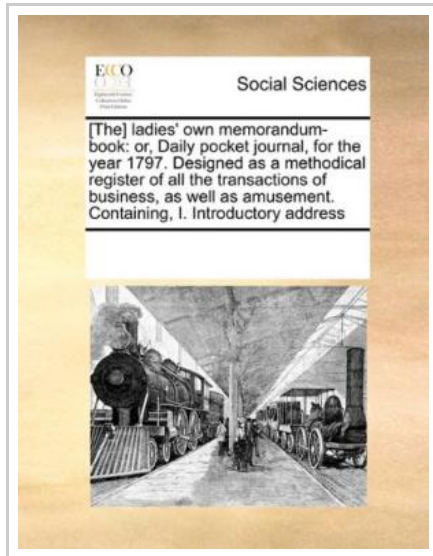 ECCO
Social Sciences
[The] ladies' own memorandum-
book: or, Daily pocket journal, for the
year 1797. Designed as a methodical
register of all the transactions of
business, as well as amusement.
Containing, I. Introductory address